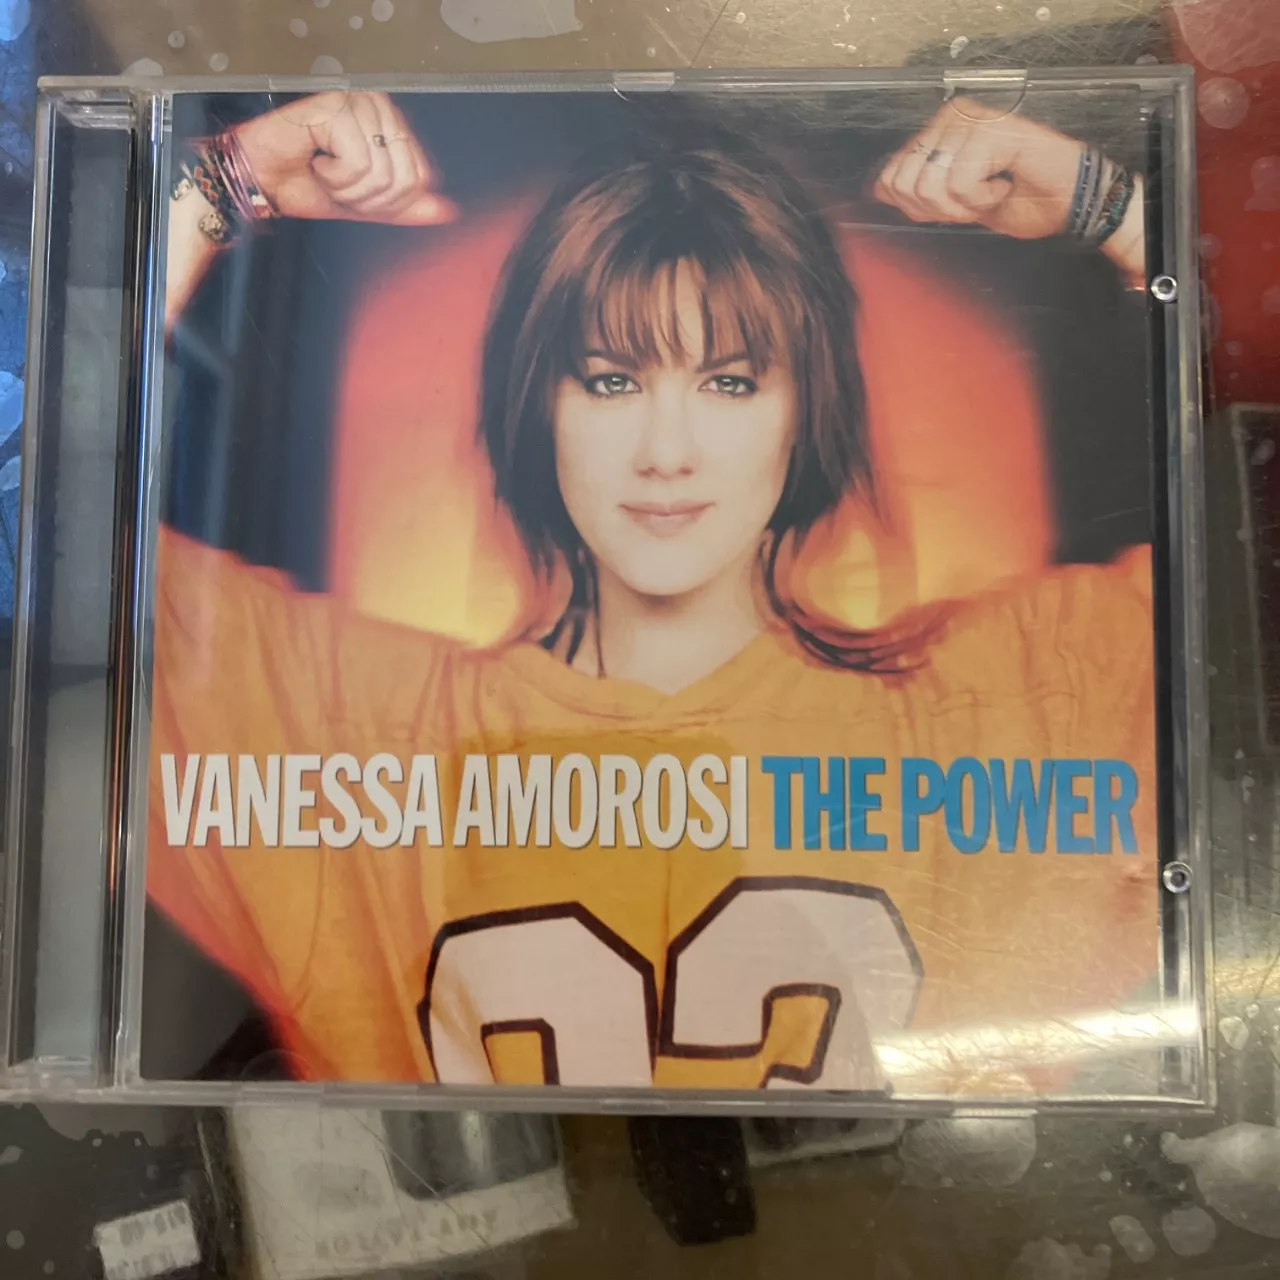 VANESSA AMOROSI THE POWER